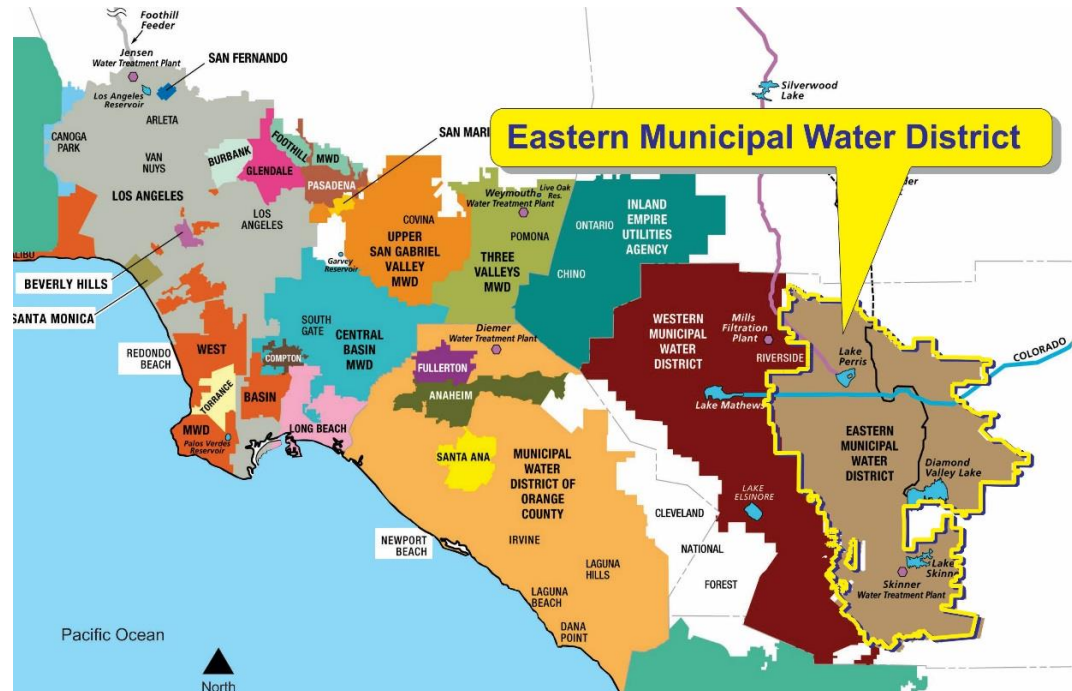 Foothill
Feeder
Jensen
Water Treatment Plant
SAN FERNANDO
Los Angeles
Reservoir
ARLETA
CANOGA
PARK
VAN
NUYS
BURBANK
GLENDALE
FOOTHILL
MWD
PASADENA
SAN MARI
LOS ANGELES
LOS
ANGELES
Silverwood
Lake
Eastern Municipal Water District
Weymouth
Water Treatment Plant
Live Oak
Res.
COVINA
UPPER
SAN GABRIEL
VALLEY
MWD
POMONA
THREE
VALLEYS
MWD
ONTARIO
CHINO
INLAND
EMPIRE
UTILITIES
AGENCY
Garvey
Reservoir
LIBU
BEVERLY HILLS
SANTA MONICA
REDONDO
BEACH
WEST
BASIN
MWD
TORRANCE
Palos Verdes
Reservoir
COMPTON
SOUTH
GATE
CENTRAL
BASIN
MWD
LONG BEACH
Diemer
Water Treatment Plant
FULLERTON
ANAHEIM
SANTA ANA
MUNICIPAL
WATER
DISTRICT OF
ORANGE
COUNTY
WESTERN
MUNICIPAL
WATER
DISTRICT
Mills
Filtration
Plant
RIVERSIDE
Lake
Perris
COLORADO
Lake Mathews
EASTERN
MUNICIPAL
WATER
DISTRICT
Diamond
Valley Lake
LAKE
ELSINORE
CLEVELAND
NATIONAL
FOREST
Lake
Skinne
Skinner
Water Treatment Plant
NEWPORT
BEACH
IRVINE
LAGUNA
HILLS
LAGUNA
BEACH
DANA
POINT
Pacific Ocean
North